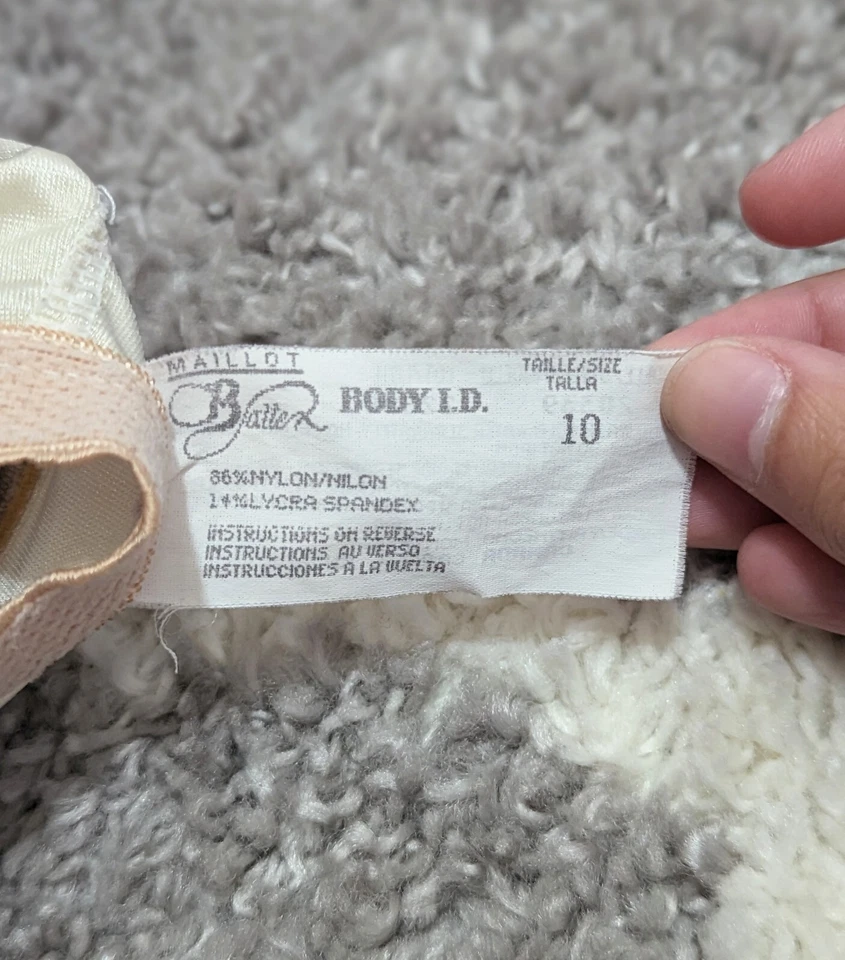 MAILLOT
Baltex BODY I.D.
TAILLE/SIZE
TALLA
10
86%NYLON/NILON
14%LYCRA SPANDEX
INSTRUCTIONS ON REVERSE
INSTRUCTIONS AU VERSO
INSTRUCCIONES A LA VUELTA